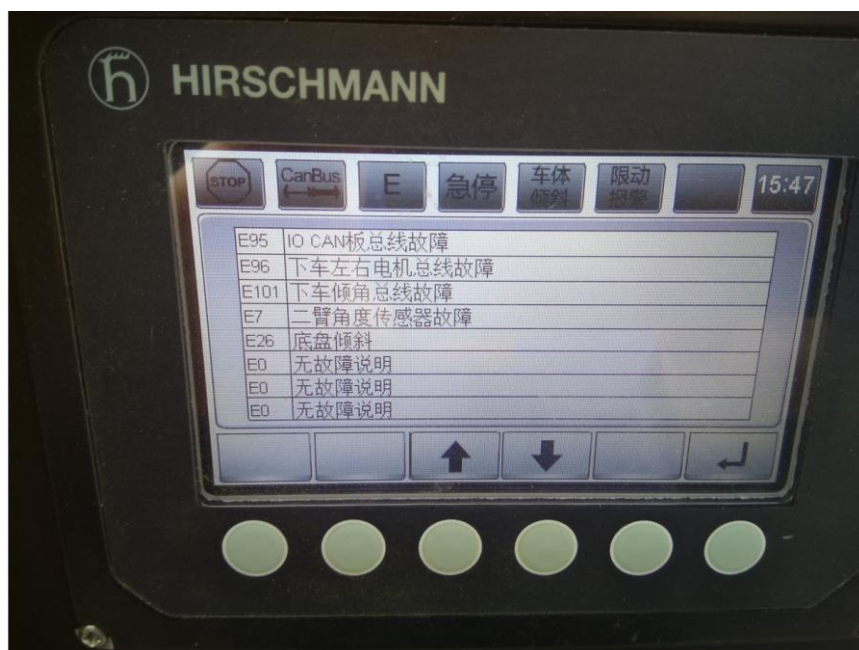 HIRSCHMANN
STOP CanBus E 急停 车体倾斜 限动报警 15:47
E95 IO CAN板总线故障
E96 下车左右电机总线故障
E101 下车倾角总线故障
E7 二臂角度传感器故障
E26 底盘倾斜
E0 无故障说明
E0 无故障说明
E0 无故障说明